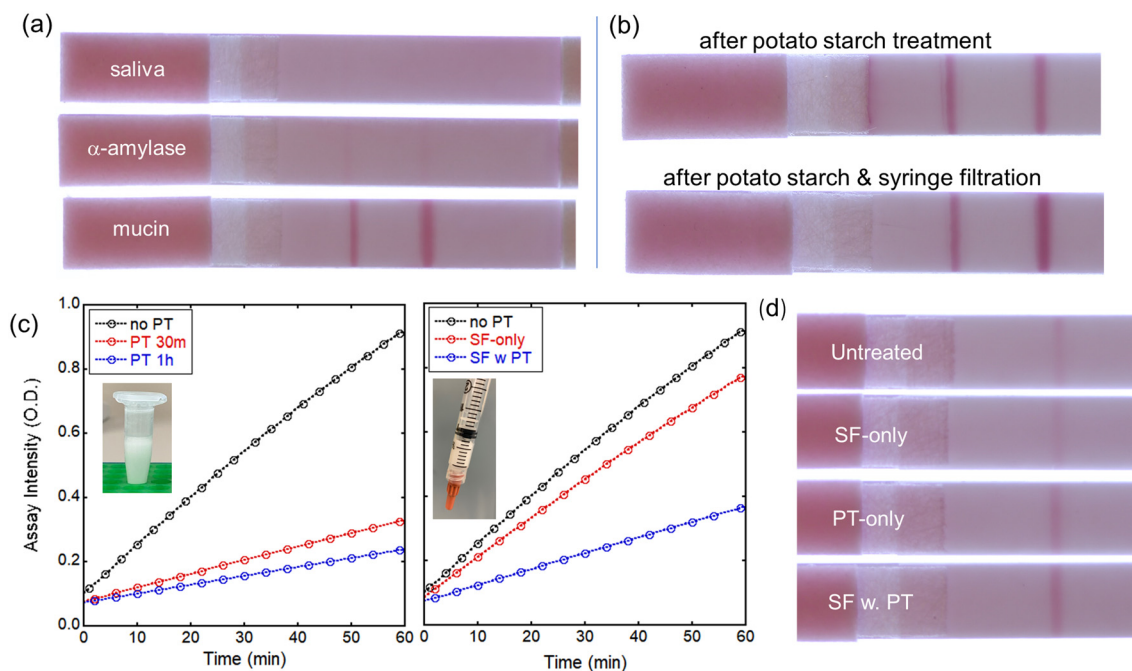 (a)
saliva
α-amylase
mucin
(b)
after potato starch treatment
after potato starch & syringe filtration
(c)
Assay Intensity (O.D.)
1.0
0.8
0.6
0.4
0.2
0.0
no PT
PT 30m
PT 1h
0 10 20 30 40 50 60
Time (min)
no PT
SF-only
SF w PT
0 10 20 30 40 50 60
Time (min)
(d)
Untreated
SF-only
PT-only
SF w. PT